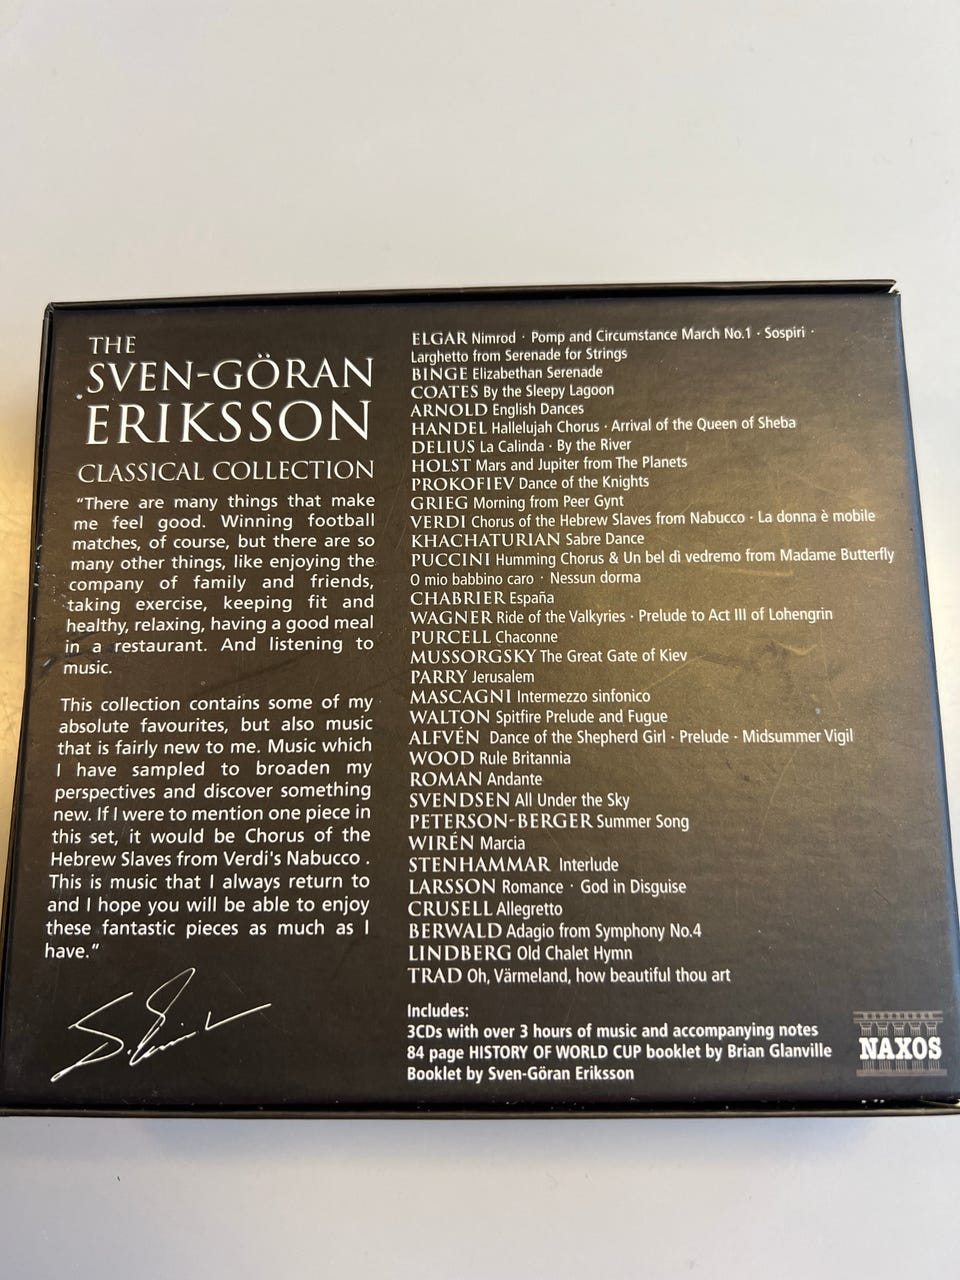 THE
SVEN-GÖRAN
ERIKSSON
CLASSICAL COLLECTION
“There are many things that make
me feel good. Winning football
matches, of course, but there are so
many other things, like enjoying the
company of family and friends,
taking exercise, keeping fit and
healthy, relaxing, having a good meal
in a restaurant. And listening to
music.
This collection contains some of my
absolute favourites, but also music
that is fairly new to me. Music which
I have sampled to broaden my
perspectives and discover something
new. If I were to mention one piece in
this set, it would be Chorus of the
Hebrew Slaves from Verdi's Nabucco .
This is music that I always return to
and I hope you will be able to enjoy
these fantastic pieces as much as I
have.”
ELGAR Nimrod · Pomp and Circumstance March No.1 · Sospiri ·
Larghetto from Serenade for Strings
BINGE Elizabethan Serenade
COATES By the Sleepy Lagoon
ARNOLD English Dances
HANDEL Hallelujah Chorus · Arrival of the Queen of Sheba
DELIUS La Calinda · By the River
HOLST Mars and Jupiter from The Planets
PROKOFIEV Dance of the Knights
GRIEG Morning from Peer Gynt
VERDI Chorus of the Hebrew Slaves from Nabucco · La donna è mobile
KHACHATURIAN Sabre Dance
PUCCINI Humming Chorus & Un bel dì vedremo from Madame Butterfly
O mio babbino caro · Nessun dorma
CHABRIER España
WAGNER Ride of the Valkyries · Prelude to Act III of Lohengrin
PURCELL Chaconne
MUSSORGSKY The Great Gate of Kiev
PARRY Jerusalem
MASCAGNI Intermezzo sinfonico
WALTON Spitfire Prelude and Fugue
ALFVÉN Dance of the Shepherd Girl · Prelude · Midsummer Vigil
WOOD Rule Britannia
ROMAN Andante
SVENDSEN All Under the Sky
PETERSON-BERGER Summer Song
WIRÉN Marcia
STENHAMMAR Interlude
LARSSON Romance · God in Disguise
CRUSELL Allegretto
BERWALD Adagio from Symphony No.4
LINDBERG Old Chalet Hymn
TRAD Oh, Värmeland, how beautiful thou art
Includes:
3CDs with over 3 hours of music and accompanying notes
84 page HISTORY OF WORLD CUP booklet by Brian Glanville
Booklet by Sven-Göran Eriksson
NAXOS